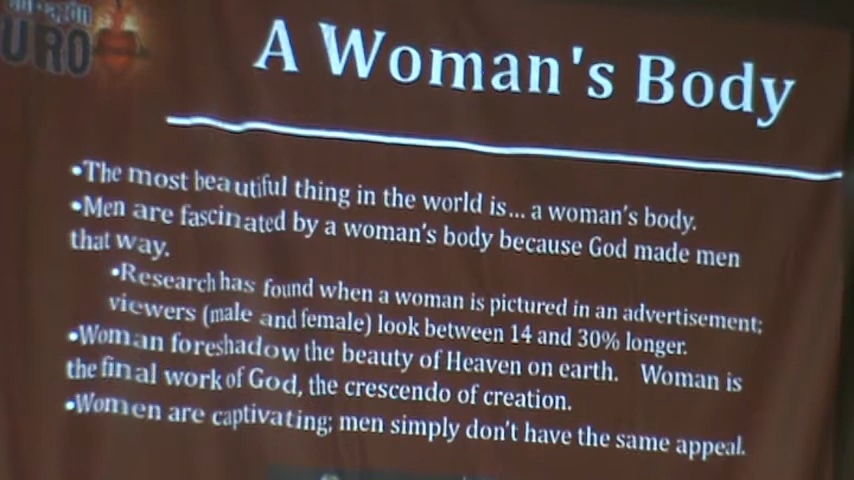 URO
A Woman's Body
•The most beautiful thing in the world is... a woman's body.
•Men are fascinated by a woman's body because God made men
that way.
•Research has found when a woman is pictured in an advertisement;
viewers (male and female) look between 14 and 30% longer.
•Woman foreshadow the beauty of Heaven on earth. Woman is
the final work of God, the crescendo of creation.
•Women are captivating; men simply don't have the same appeal.